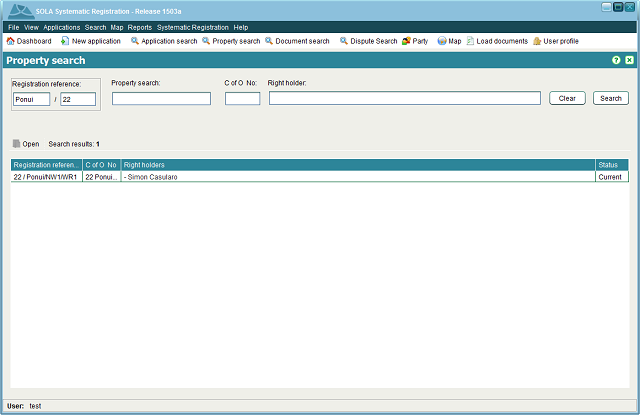 SOLA Systematic Registration - Release 1503a
File View Applications Search Map Reports Systematic Registration Help
Dashboard New application Application search Property search Document search Dispute Search Party Map Load documents User profile
Property search
Registration reference: Property search: C of O No: Right holder:
Ponui / 22 Clear Search
Open Search results: 1
Registration referen... C of O No Right holders Status
22 / Ponui/NW1/WR1 22 Ponui... - Simon Casularo Current
User: test